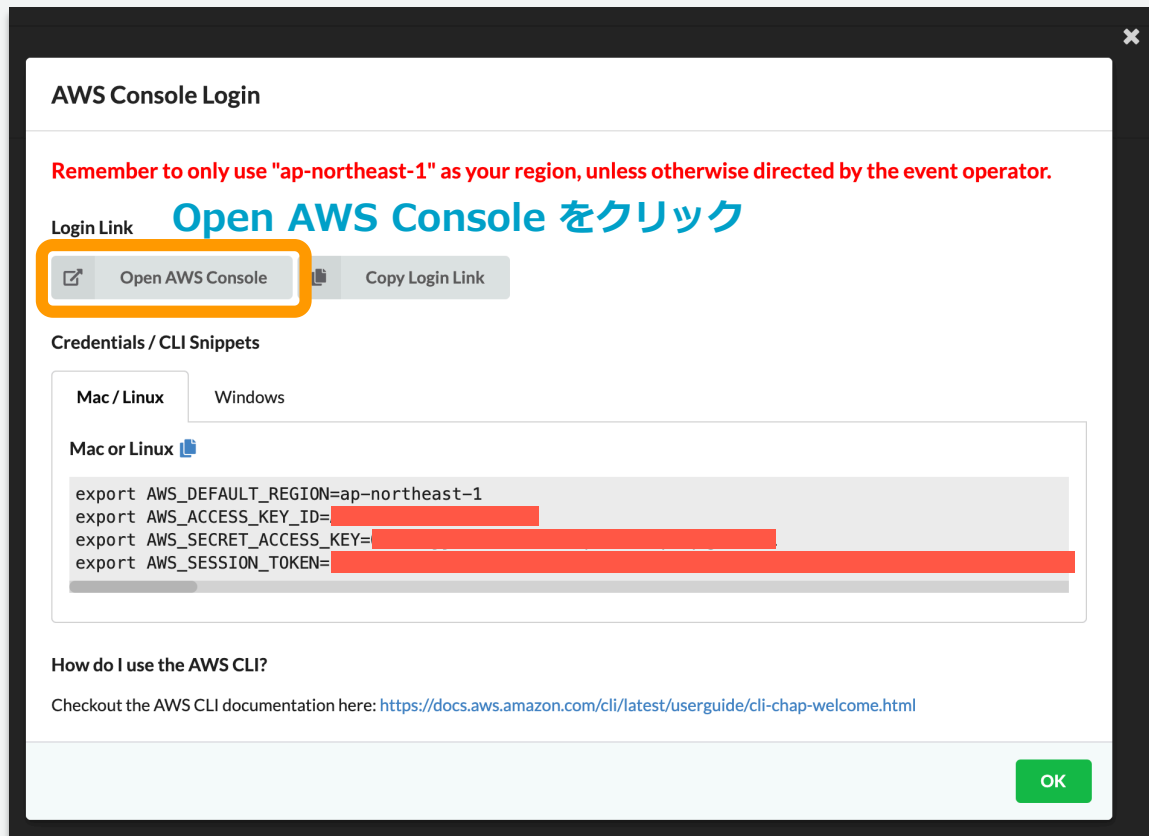 AWS Console Login
Remember to only use "ap-northeast-1" as your region, unless otherwise directed by the event operator.
Open AWS Console をクリック
Login Link
Open AWS Console
Copy Login Link
Credentials / CLI Snippets
Mac / Linux
Windows
Mac or Linux
export AWS_DEFAULT_REGION=ap-northeast-1
export AWS_ACCESS_KEY_ID=
export AWS_SECRET_ACCESS_KEY=
export AWS_SESSION_TOKEN=
How do I use the AWS CLI?
Checkout the AWS CLI documentation here: https://docs.aws.amazon.com/cli/latest/userguide/cli-chap-welcome.html
OK